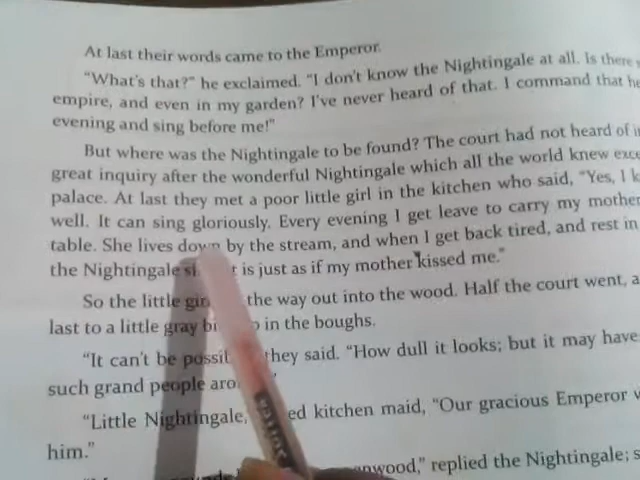 At last their words came to the Emperor.
"What's that?" he exclaimed. "I don't know the Nightingale at all. Is there
empire, and even in my garden? I've never heard of that. I command that he
evening and sing before me!"
But where was the Nightingale to be found? The court had not heard of
great inquiry after the wonderful Nightingale which all the world knew
palace. At last they met a poor little girl in the kitchen who said, "Yes, I
well. It can sing gloriously. Every evening I get leave to carry my
table. She lives down by the stream, and when I get back tired, and rest in
the Nightingale is just as if my mother kissed me."
So the little the way out into the wood. Half the court went,
last to a little gray in the boughs.
"It can't be they said. "How dull it looks; but it may have
such grand people
"Little Nightingale, kitchen maid, "Our gracious Emperor
him."
replied the Nightingale;